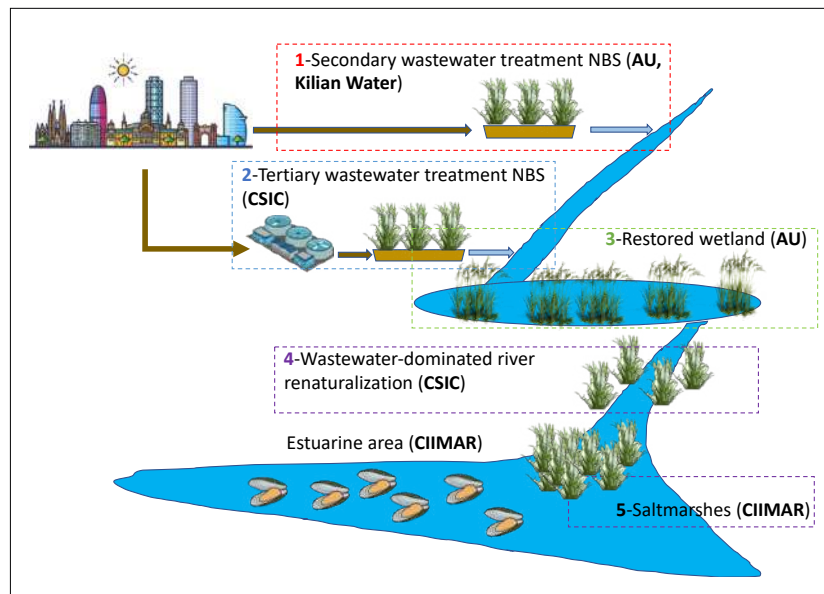 1-Secondary wastewater treatment NBS (AU,
Kilian Water)
2-Tertiary wastewater treatment NBS
(CSIC)
3-Restored wetland (AU)
4-Wastewater-dominated river
renaturalization (CSIC)
Estuarine area (CIIMAR)
5-Saltmarshes (CIIMAR)